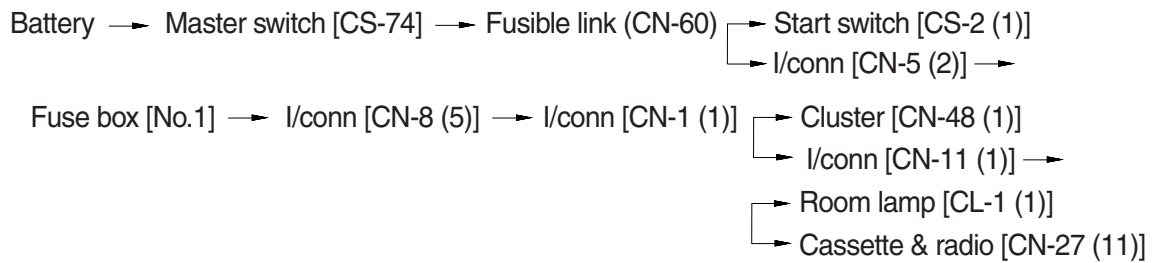 Battery → Master switch [CS-74] → Fusible link (CN-60) → Start switch [CS-2 (1)]
→ I/conn [CN-5 (2)] →
Fuse box [No.1] → I/conn [CN-8 (5)] → I/conn [CN-1 (1)] → Cluster [CN-48 (1)]
→ I/conn [CN-11 (1)] →
→ Room lamp [CL-1 (1)]
→ Cassette & radio [CN-27 (11)]